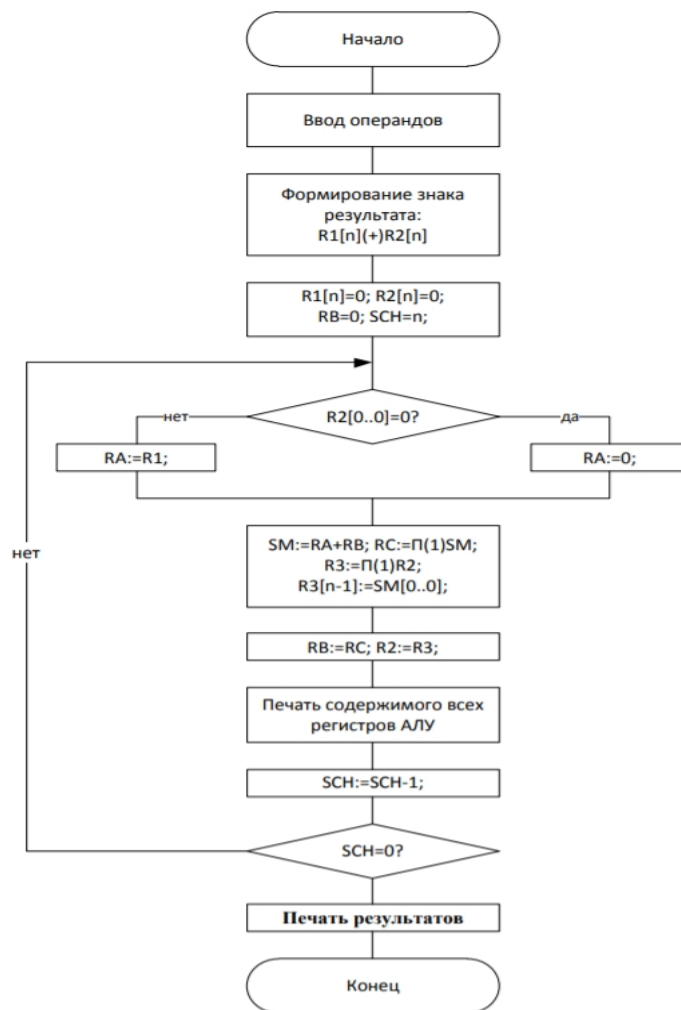 Начало
Ввод операндов
Формирование знака
результата:
R1[n](+)R2[n]
R1[n]=0; R2[n]=0;
RB=0; SCH=n;
R2[0..0]=0?
нет
да
RA:=R1;
RA:=0;
SM:=RA+RB; RC:=П(1)SM;
R3:=П(1)R2;
R3[n-1]:=SM[0..0];
нет
RB:=RC; R2:=R3;
Печать содержимого всех
регистров АЛУ
SCH:=SCH-1;
SCH=0?
Печать результатов
Конец